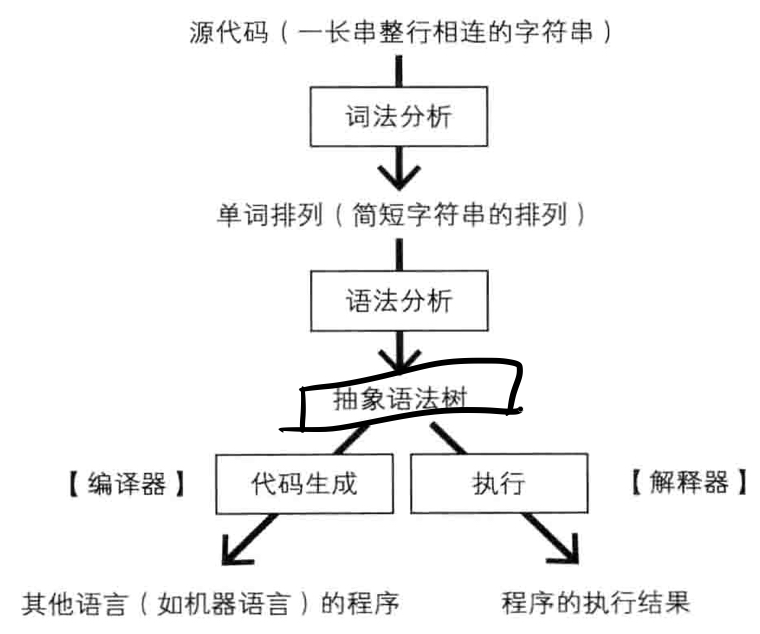 源代码（一长串整行相连的字符串）
词法分析
单词排列（简短字符串的排列）
语法分析
抽象语法树
【编译器】 代码生成 执行 【解释器】
其他语言（如机器语言）的程序 程序的执行结果